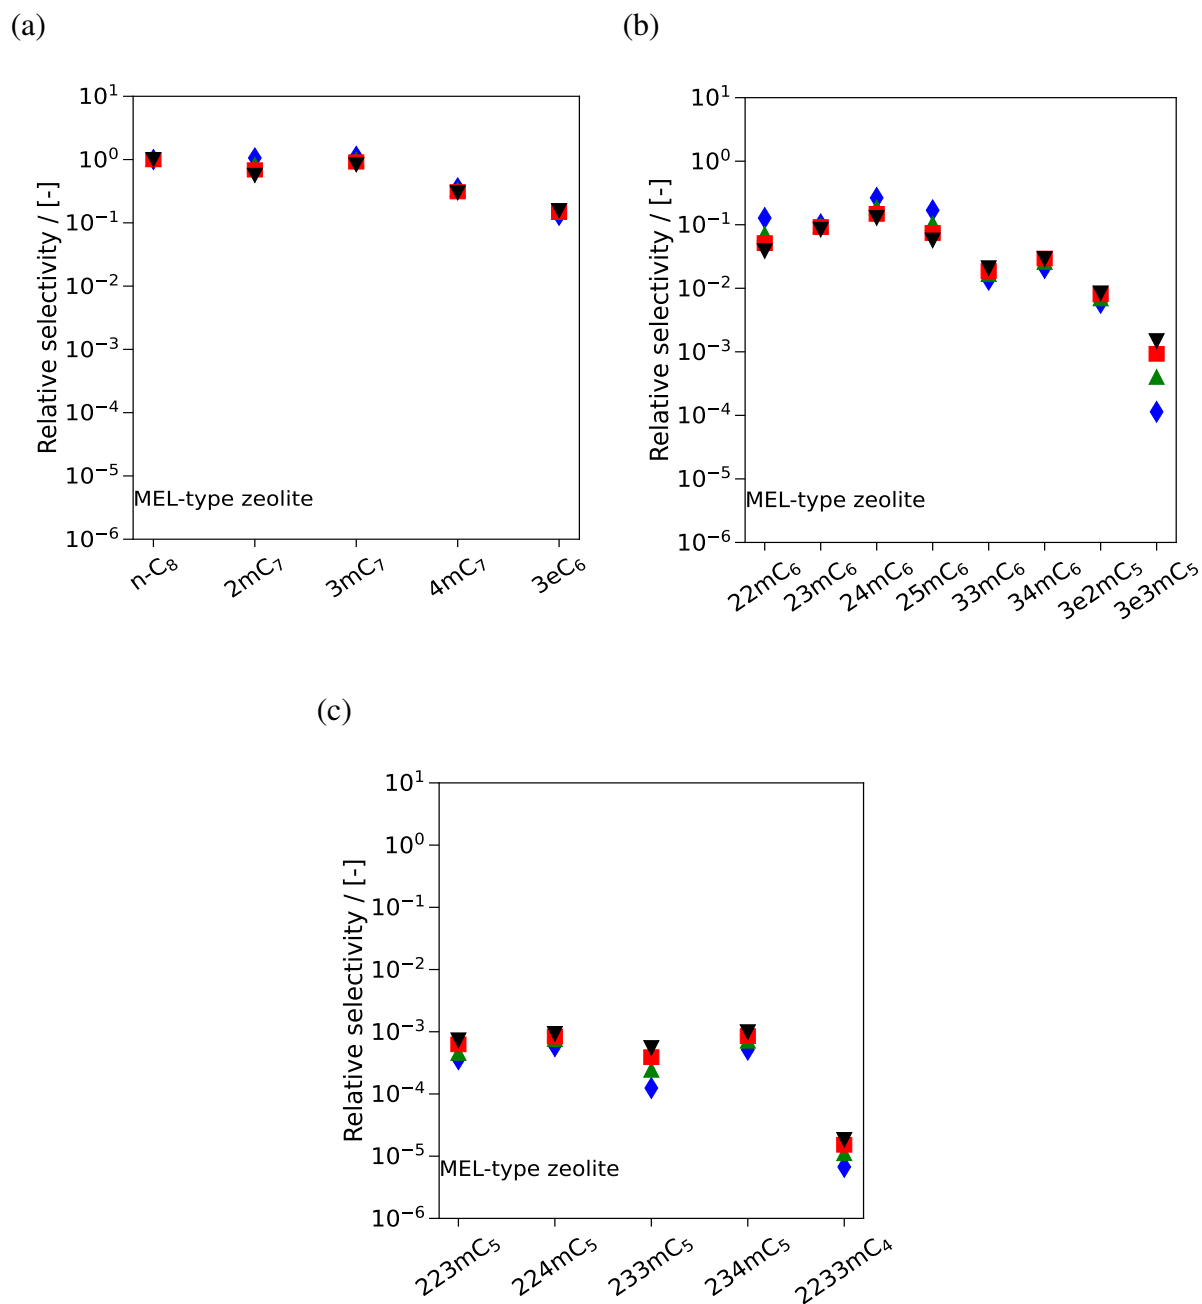 (a)
10¹
10⁰
10⁻¹
10⁻²
10⁻³
10⁻⁴
10⁻⁵
10⁻⁶
Relative selectivity / [-]
MEL-type zeolite
n-C₈
2mC₇
3mC₇
4mC₇
3eC₆
(b)
10¹
10⁰
10⁻¹
10⁻²
10⁻³
10⁻⁴
10⁻⁵
10⁻⁶
Relative selectivity / [-]
MEL-type zeolite
22mC₆
23mC₆
24mC₆
25mC₆
33mC₆
34mC₆
3e2mC₅
3e3mC₅
(c)
10¹
10⁰
10⁻¹
10⁻²
10⁻³
10⁻⁴
10⁻⁵
10⁻⁶
Relative selectivity / [-]
MEL-type zeolite
223mC₅
224mC₅
233mC₅
234mC₅
2233mC₄